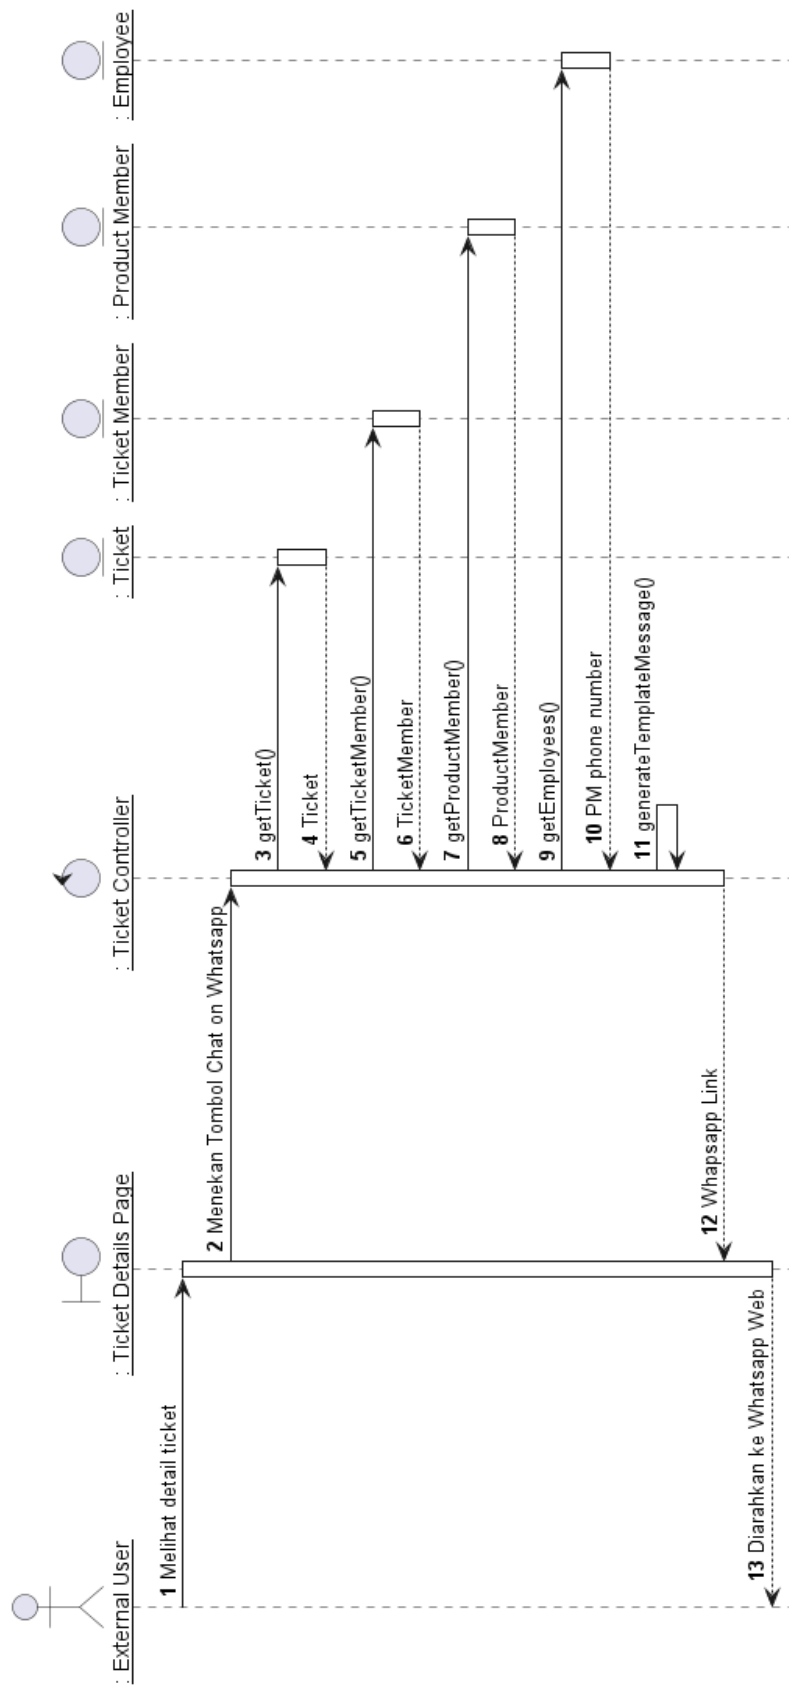 : External User
: Ticket Details Page
: Ticket Controller
: Ticket
: Ticket Member
: Product Member
: Employee
1 Melihat detail ticket
2 Menekan Tombol Chat on Whatsapp
3 getTicket()
4 Ticket
5 getTicketMember()
6 TicketMember
7 getProductMember()
8 ProductMember
9 getEmployees()
10 PM phone number
11 generateTemplateMessage()
12 Whapsapp Link
13 Diarahkan ke Whatsapp Web